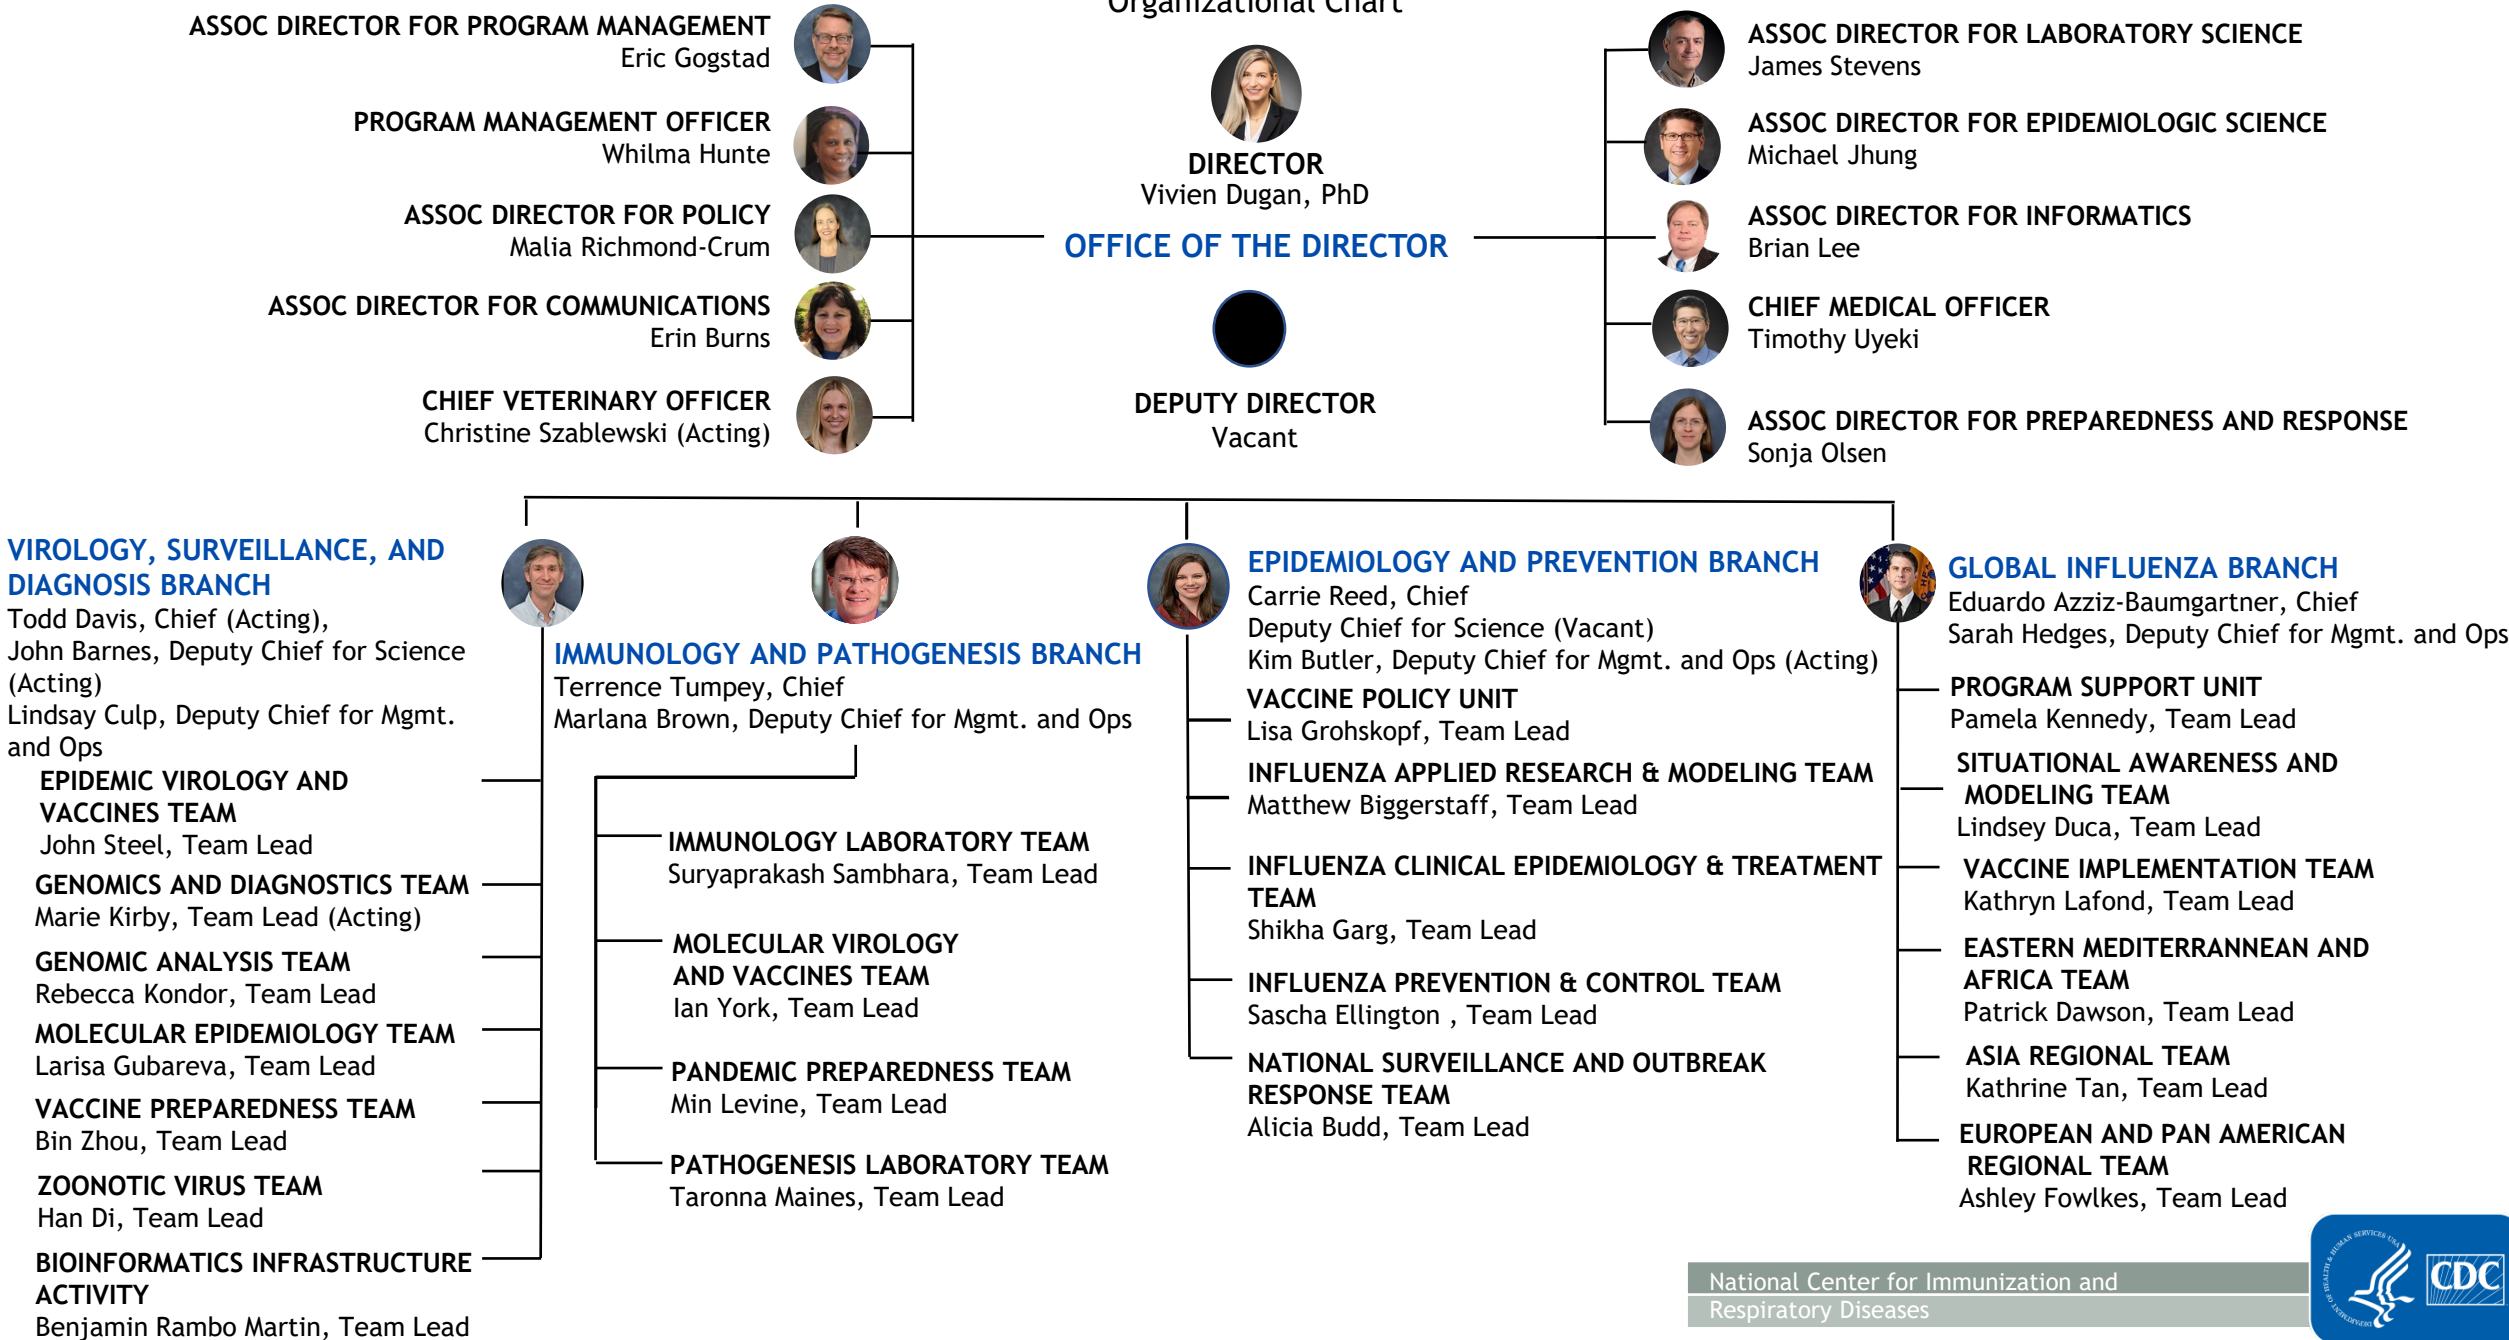 Organizational Chart
ASSOC DIRECTOR FOR PROGRAM MANAGEMENT
Eric Gogstad
PROGRAM MANAGEMENT OFFICER
Whilma Hunte
ASSOC DIRECTOR FOR POLICY
Malia Richmond-Crum
ASSOC DIRECTOR FOR COMMUNICATIONS
Erin Burns
CHIEF VETERINARY OFFICER
Christine Szablewski (Acting)
DIRECTOR
Vivien Dugan, PhD
OFFICE OF THE DIRECTOR
DEPUTY DIRECTOR
Vacant
ASSOC DIRECTOR FOR LABORATORY SCIENCE
James Stevens
ASSOC DIRECTOR FOR EPIDEMIOLOGIC SCIENCE
Michael Jhung
ASSOC DIRECTOR FOR INFORMATICS
Brian Lee
CHIEF MEDICAL OFFICER
Timothy Uyeki
ASSOC DIRECTOR FOR PREPAREDNESS AND RESPONSE
Sonja Olsen
VIROLOGY, SURVEILLANCE, AND
DIAGNOSIS BRANCH
Todd Davis, Chief (Acting),
John Barnes, Deputy Chief for Science
(Acting)
Lindsay Culp, Deputy Chief for Mgmt.
and Ops
EPIDEMIC VIROLOGY AND
VACCINES TEAM
John Steel, Team Lead
GENOMICS AND DIAGNOSTICS TEAM
Marie Kirby, Team Lead (Acting)
GENOMIC ANALYSIS TEAM
Rebecca Kondor, Team Lead
MOLECULAR EPIDEMIOLOGY TEAM
Larisa Gubareva, Team Lead
VACCINE PREPAREDNESS TEAM
Bin Zhou, Team Lead
ZOONOTIC VIRUS TEAM
Han Di, Team Lead
BIOINFORMATICS INFRASTRUCTURE
ACTIVITY
Benjamin Rambo Martin, Team Lead
IMMUNOLOGY AND PATHOGENESIS BRANCH
Terrence Tumpey, Chief
Marlana Brown, Deputy Chief for Mgmt. and Ops
IMMUNOLOGY LABORATORY TEAM
Suryaprakash Sambhara, Team Lead
MOLECULAR VIROLOGY
AND VACCINES TEAM
Ian York, Team Lead
PANDEMIC PREPAREDNESS TEAM
Min Levine, Team Lead
PATHOGENESIS LABORATORY TEAM
Taronna Maines, Team Lead
EPIDEMIOLOGY AND PREVENTION BRANCH
Carrie Reed, Chief
Deputy Chief for Science (Vacant)
Kim Butler, Deputy Chief for Mgmt. and Ops (Acting)
VACCINE POLICY UNIT
Lisa Grohskopf, Team Lead
INFLUENZA APPLIED RESEARCH & MODELING TEAM
Matthew Biggerstaff, Team Lead
INFLUENZA CLINICAL EPIDEMIOLOGY & TREATMENT
TEAM
Shikha Garg, Team Lead
INFLUENZA PREVENTION & CONTROL TEAM
Sascha Ellington , Team Lead
NATIONAL SURVEILLANCE AND OUTBREAK
RESPONSE TEAM
Alicia Budd, Team Lead
GLOBAL INFLUENZA BRANCH
Eduardo Azziz-Baumgartner, Chief
Sarah Hedges, Deputy Chief for Mgmt. and Ops
PROGRAM SUPPORT UNIT
Pamela Kennedy, Team Lead
SITUATIONAL AWARENESS AND
MODELING TEAM
Lindsey Duca, Team Lead
VACCINE IMPLEMENTATION TEAM
Kathryn Lafond, Team Lead
EASTERN MEDITERRANNEAN AND
AFRICA TEAM
Patrick Dawson, Team Lead
ASIA REGIONAL TEAM
Kathrine Tan, Team Lead
EUROPEAN AND PAN AMERICAN
REGIONAL TEAM
Ashley Fowlkes, Team Lead
National Center for Immunization and
Respiratory Diseases
DEPARTMENT OF HEALTH & HUMAN SERVICES·USA
CDC